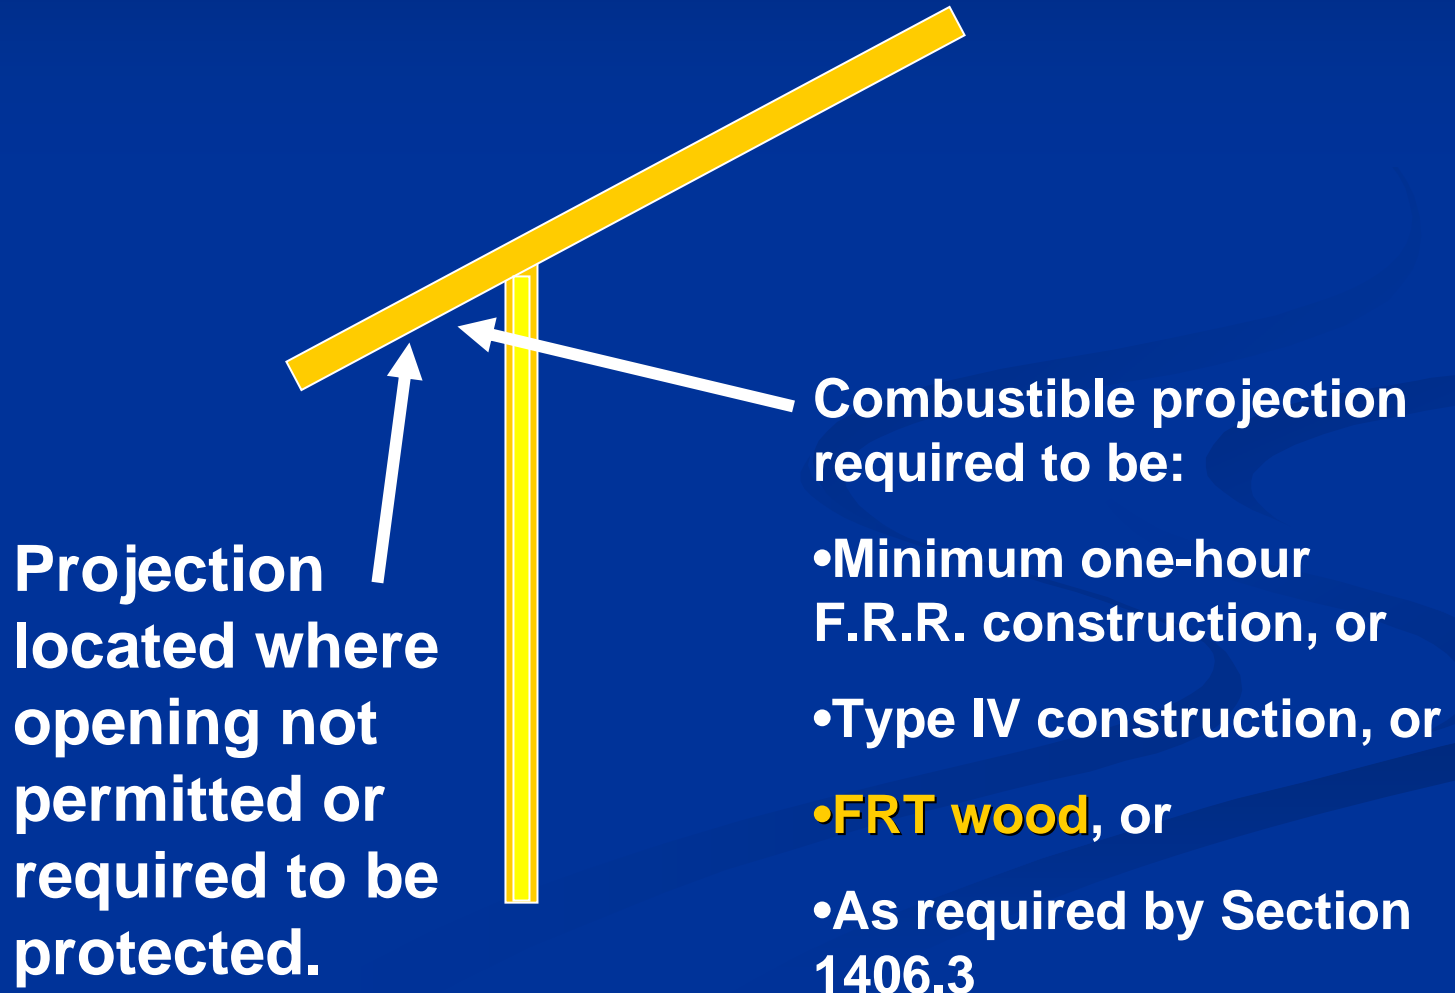 Projection
located where
opening not
permitted or
required to be
protected.
Combustible projection
required to be:
•Minimum one-hour
F.R.R. construction, or
•Type IV construction, or
•FRT wood, or
•As required by Section
1406.3